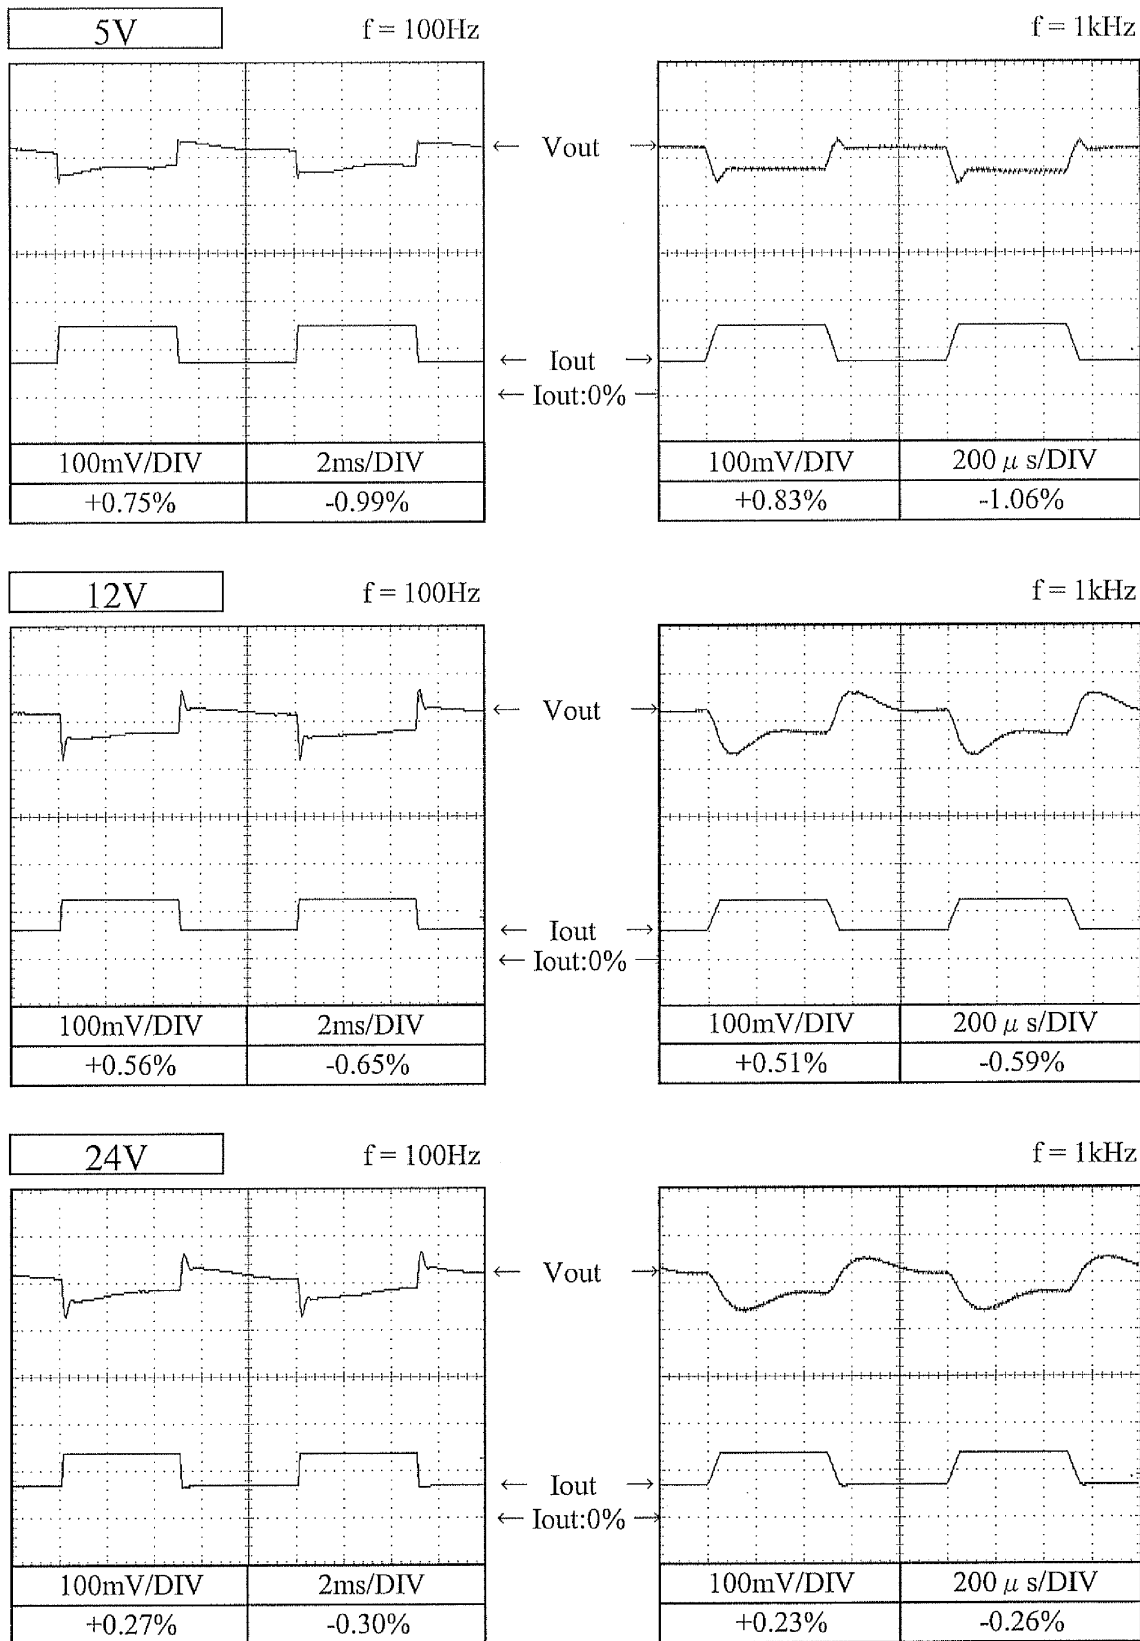 5V f = 100Hz f = 1kHz
← Vout →
← Iout →
← Iout:0%
100mV/DIV 2ms/DIV 100mV/DIV 200 μ s/DIV
+0.75% -0.99% +0.83% -1.06%
12V f = 100Hz f = 1kHz
← Vout →
← Iout →
← Iout:0%
100mV/DIV 2ms/DIV 100mV/DIV 200 μ s/DIV
+0.56% -0.65% +0.51% -0.59%
24V f = 100Hz f = 1kHz
← Vout →
← Iout →
← Iout:0% →
100mV/DIV 2ms/DIV 100mV/DIV 200 μ s/DIV
+0.27% -0.30% +0.23% -0.26%